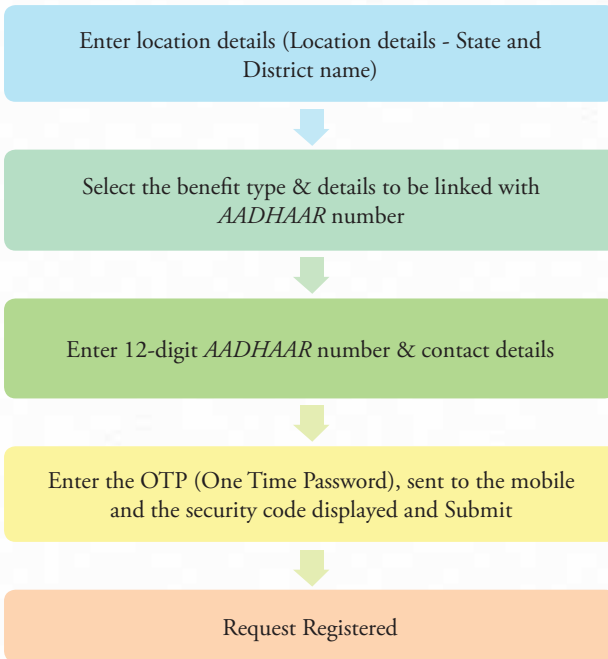 Enter location details (Location details - State and
District name)
Select the benefit type & details to be linked with
AADHAAR number
Enter 12-digit AADHAAR number & contact details
Enter the OTP (One Time Password), sent to the mobile
and the security code displayed and Submit
Request Registered